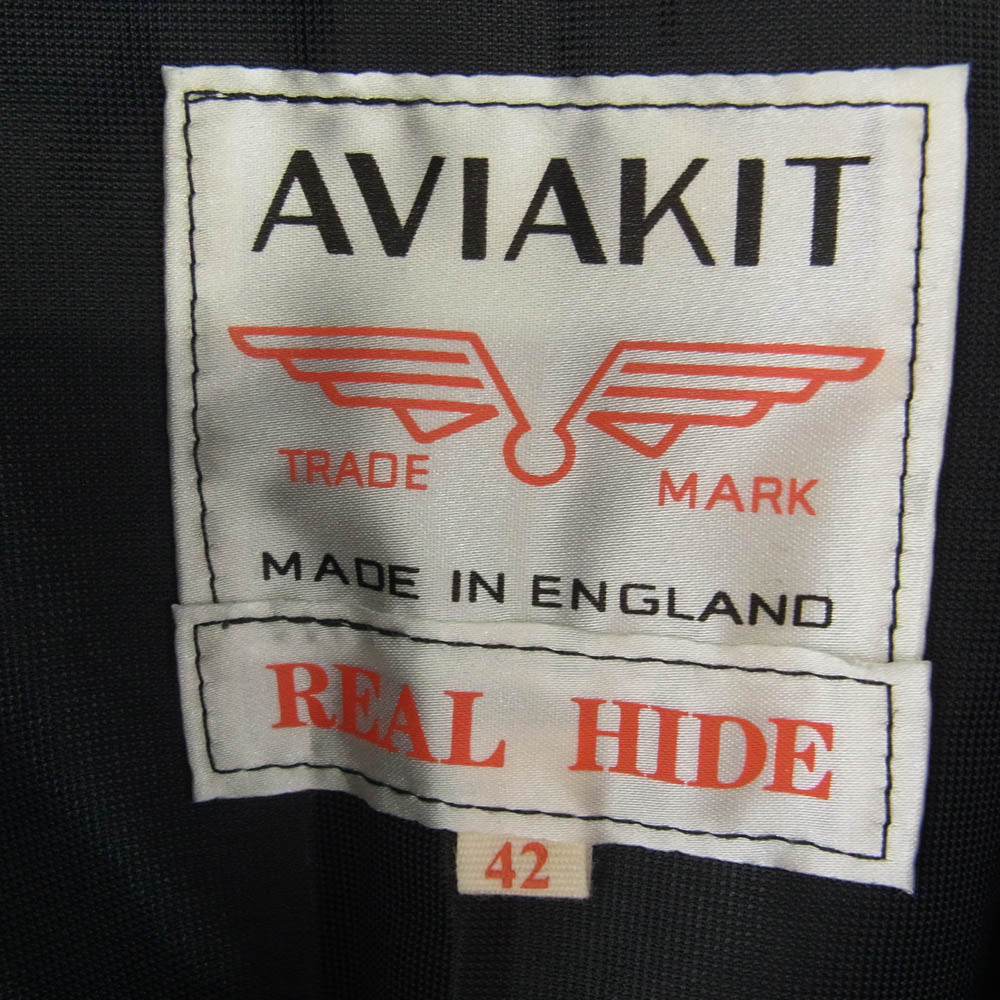 AVIAKIT
TRADE MARK
MADE IN ENGLAND
REAL HIDE
42